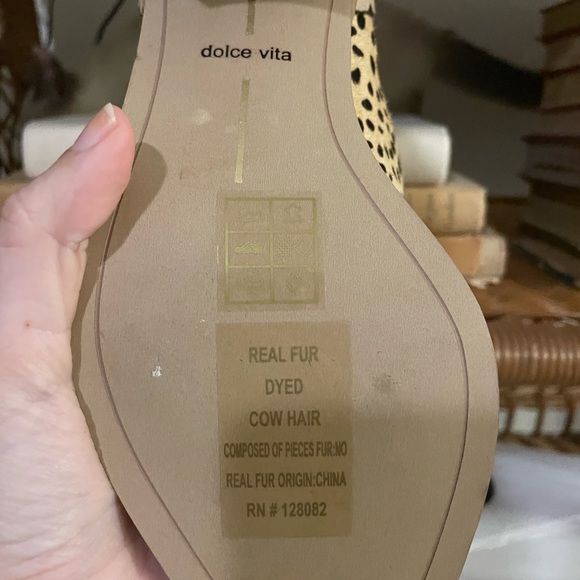 dolce vita
REAL FUR
DYED
COW HAIR
COMPOSED OF PIECES FUR:NO
REAL FUR ORIGIN:CHINA
RN # 128082